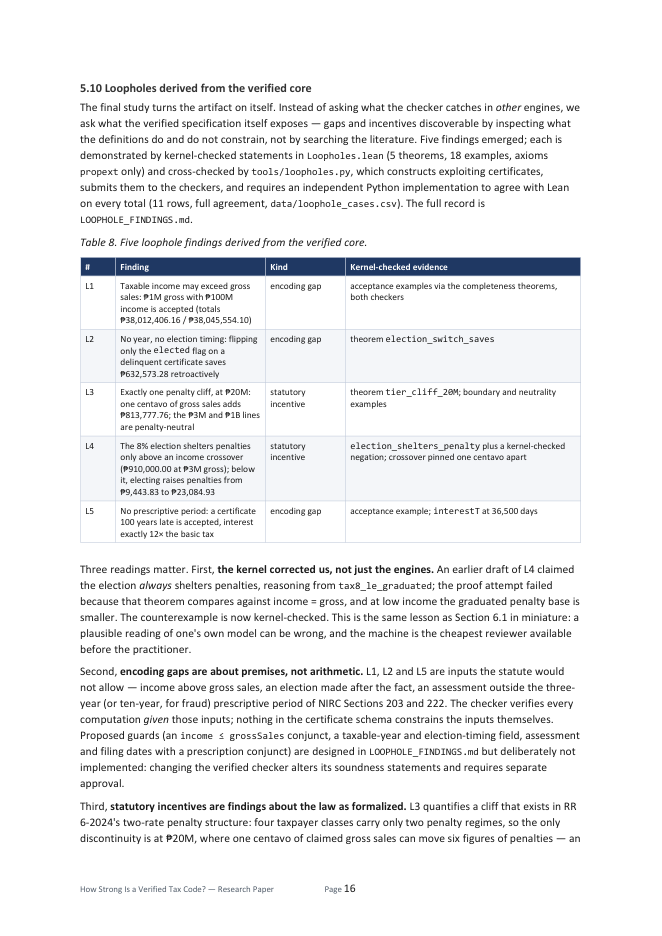 5.10 Loopholes derived from the verified core
The final study turns the artifact on itself. Instead of asking what the checker catches in other engines, we
ask what the verified specification itself exposes — gaps and incentives discoverable by inspecting what
the definitions do and do not constrain, not by searching the literature. Five findings emerged; each is
demonstrated by kernel-checked statements in Loopholes.lean (5 theorems, 18 examples, axioms
propext only) and cross-checked by tools/loopholes.py, which constructs exploiting certificates,
submits them to the checkers, and requires an independent Python implementation to agree with Lean
on every total (11 rows, full agreement, data/loophole_cases.csv). The full record is
LOOPHOLE_FINDINGS.md.
Table 8. Five loophole findings derived from the verified core.
# Finding Kind Kernel-checked evidence
L1 Taxable income may exceed gross encoding gap acceptance examples via the completeness theorems,
sales: ₱1M gross with ₱100M both checkers
income is accepted (totals
₱38,012,406.16 / ₱38,045,554.10)
L2 No year, no election timing: flipping encoding gap theorem election_switch_saves
only the elected flag on a
delinquent certificate saves
₱632,573.28 retroactively
L3 Exactly one penalty cliff, at ₱20M: statutory theorem tier_cliff_20M; boundary and neutrality
one centavo of gross sales adds incentive examples
₱813,777.76; the ₱3M and ₱1B lines
are penalty-neutral
L4 The 8% election shelters penalties statutory election_shelters_penalty plus a kernel-checked
only above an income crossover incentive negation; crossover pinned one centavo apart
(₱910,000.00 at ₱3M gross); below
it, electing raises penalties from
₱9,443.83 to ₱23,084.93
L5 No prescriptive period: a certificate encoding gap acceptance example; interestT at 36,500 days
100 years late is accepted, interest
exactly 12× the basic tax
Three readings matter. First, the kernel corrected us, not just the engines. An earlier draft of L4 claimed
the election always shelters penalties, reasoning from tax8_le_graduated; the proof attempt failed
because that theorem compares against income = gross, and at low income the graduated penalty base is
smaller. The counterexample is now kernel-checked. This is the same lesson as Section 6.1 in miniature: a
plausible reading of one's own model can be wrong, and the machine is the cheapest reviewer available
before the practitioner.
Second, encoding gaps are about premises, not arithmetic. L1, L2 and L5 are inputs the statute would
not allow — income above gross sales, an election made after the fact, an assessment outside the three-
year (or ten-year, for fraud) prescriptive period of NIRC Sections 203 and 222. The checker verifies every
computation given those inputs; nothing in the certificate schema constrains the inputs themselves.
Proposed guards (an income ≤ grossSales conjunct, a taxable-year and election-timing field, assessment
and filing dates with a prescription conjunct) are designed in LOOPHOLE_FINDINGS.md but deliberately not
implemented: changing the verified checker alters its soundness statements and requires separate
approval.
Third, statutory incentives are findings about the law as formalized. L3 quantifies a cliff that exists in RR
6-2024's two-rate penalty structure: four taxpayer classes carry only two penalty regimes, so the only
discontinuity is at ₱20M, where one centavo of claimed gross sales can move six figures of penalties — an
How Strong Is a Verified Tax Code? — Research Paper Page 16